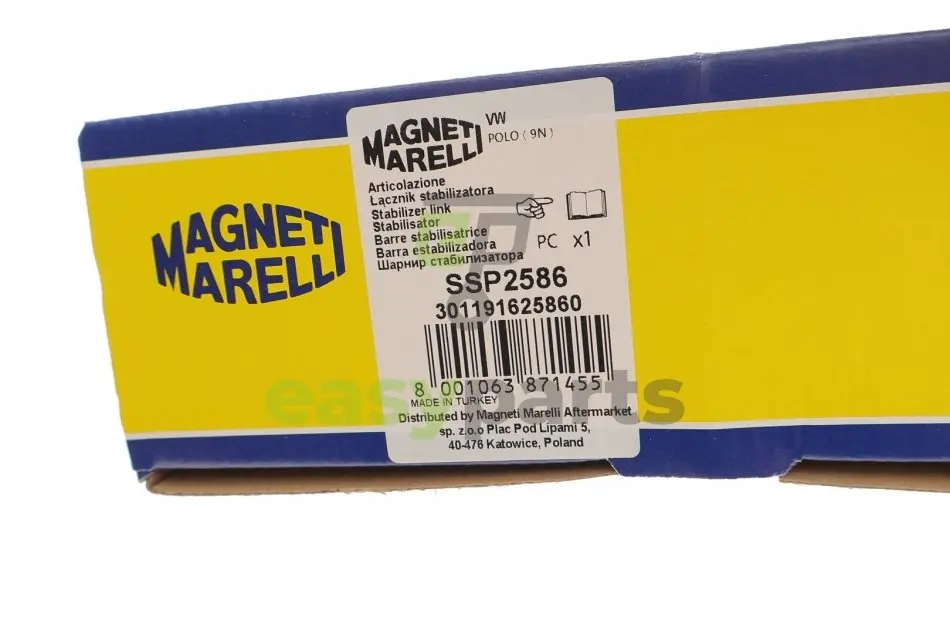 MAGNETI
MARELLI
MAGNETI
MARELLI
VW
POLO ( 9N )
Articolazione
Łącznik stabilizatora
Stabilizer link
Stabilisator
Barre stabilisatrice
Barra estabilizadora
Шарнир стабилизатора
PC x1
SSP2586
301191625860
8 001063 871455
MADE IN TURKEY
Distributed by Magneti Marelli Aftermarket
sp. z.o.o Plac Pod Lipami 5,
40-476 Katowice, Poland
easyparts